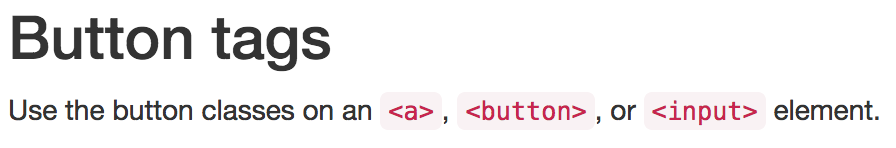 Button tags
Use the button classes on an <a>, <button>, or <input> element.